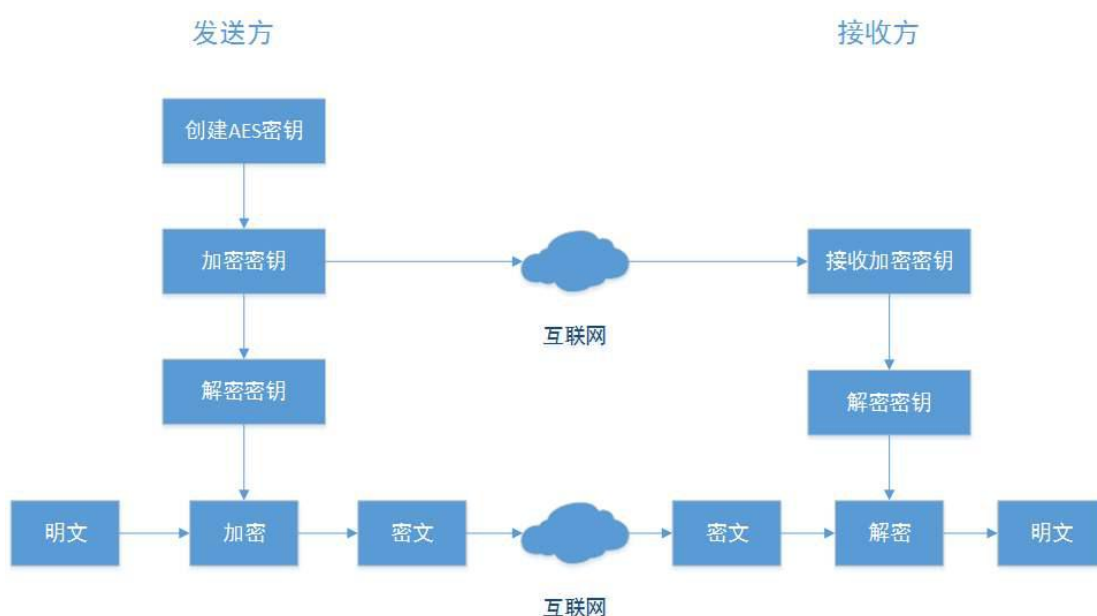 发送方
接收方
创建AES密钥
加密密钥
接收加密密钥
互联网
解密密钥
解密密钥
明文
加密
密文
密文
解密
明文
互联网